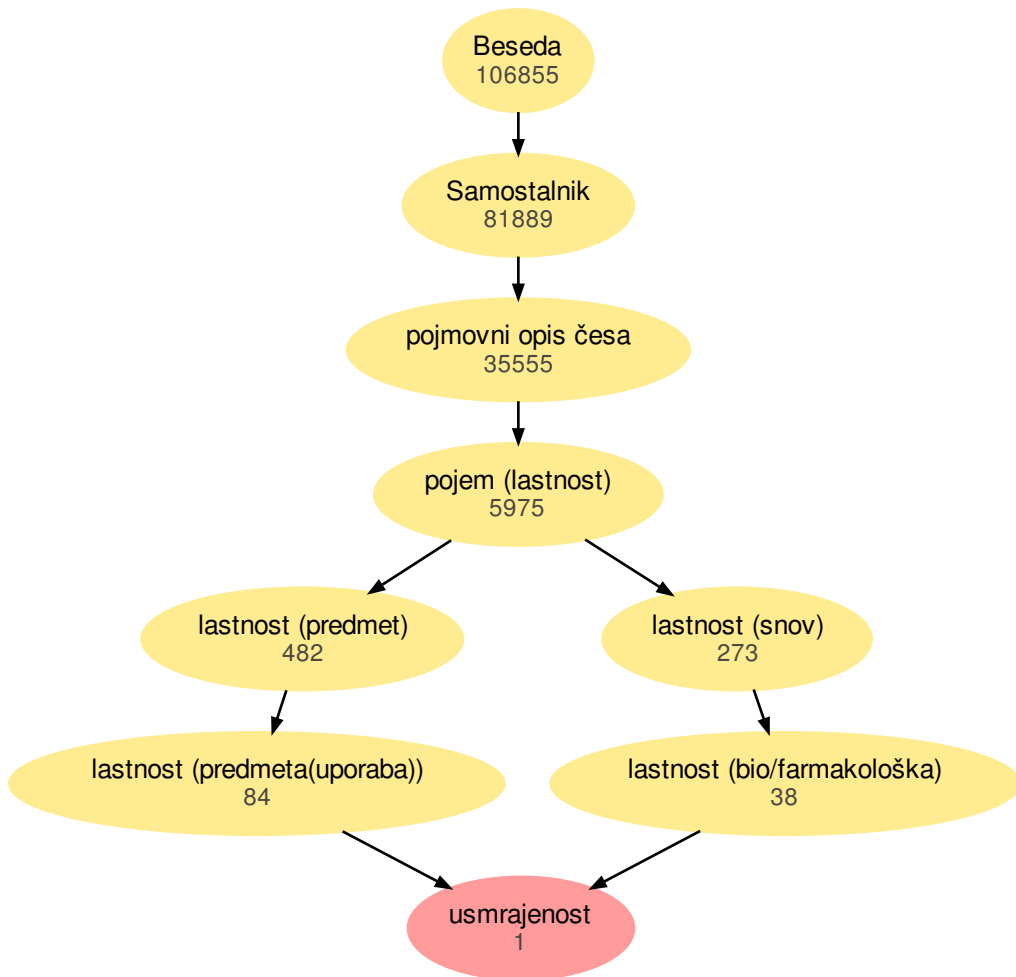 Beseda
106855
Samostalnik
81889
pojmovni opis česa
35555
pojem (lastnost)
5975
lastnost (predmet)
482
lastnost (snov)
273
lastnost (predmeta(uporaba))
84
lastnost (bio/farmakološka)
38
usmrajenost
1